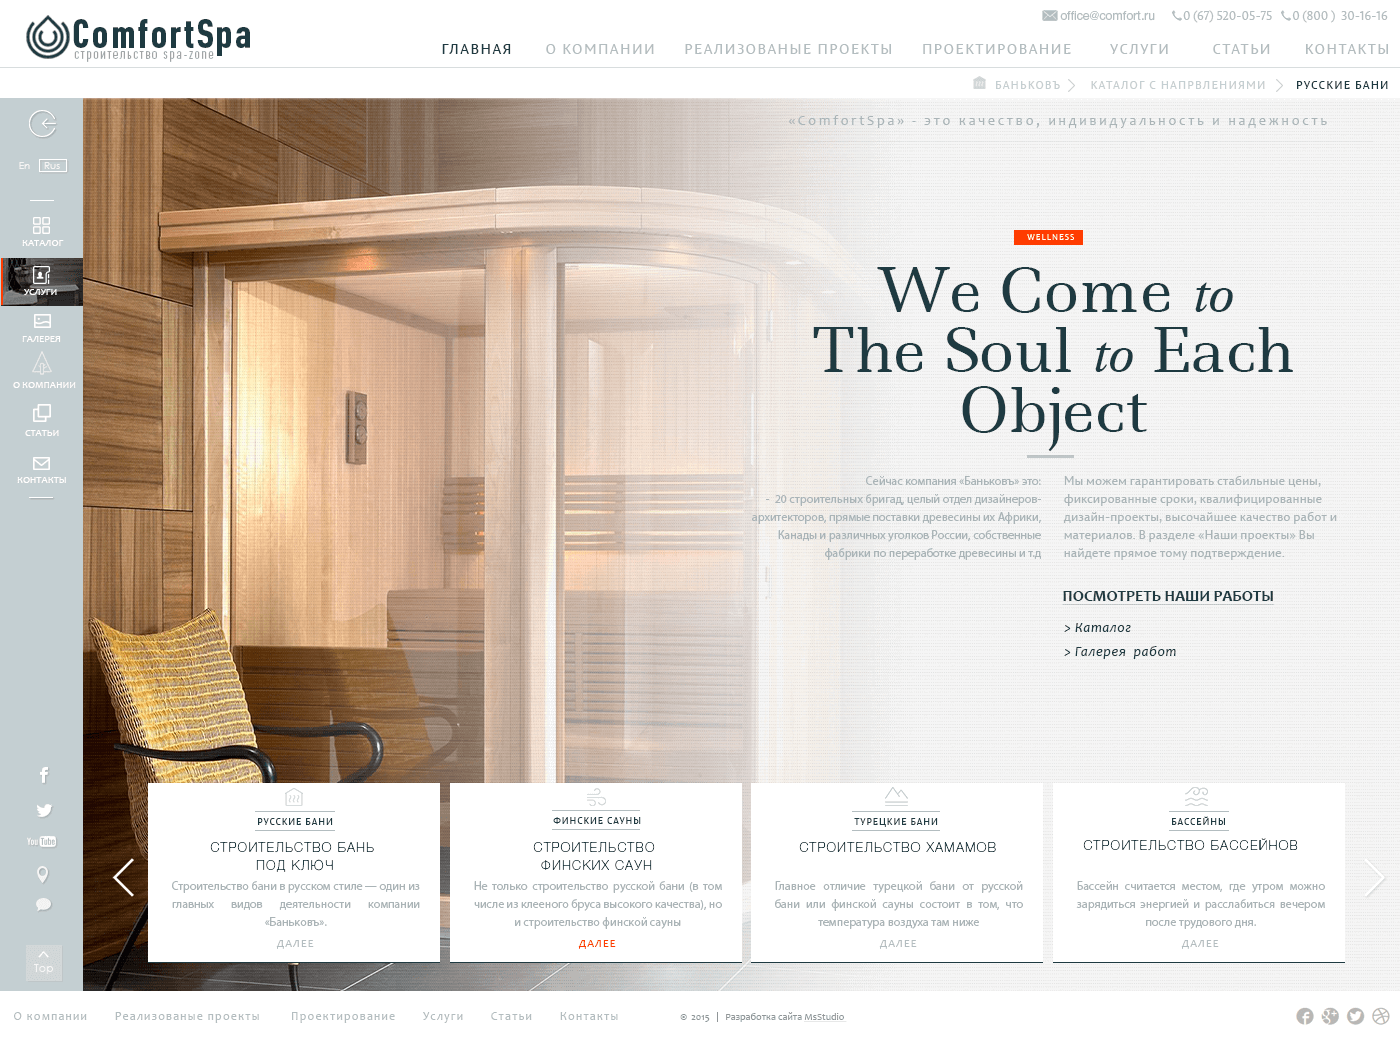 ComfortSpa
строительство spa-zone
office@comfort.ru
0 (67) 520-05-75
0 (800 ) 30-16-16
ГЛАВНАЯ
О КОМПАНИИ
РЕАЛИЗОВАНЫЕ ПРОЕКТЫ
ПРОЕКТИРОВАНИЕ
УСЛУГИ
СТАТЬИ
КОНТАКТЫ
БАНЬКОВЪ
КАТАЛОГ С НАПРВЛЕНИЯМИ
РУССКИЕ БАНИ
«ComfortSpa» - это качество, индивидуальность и надежность
En
Rus
КАТАЛОГ
УСЛУГИ
ГАЛЕРЕЯ
О КОМПАНИИ
СТАТЬИ
КОНТАКТЫ
You Tube
Top
WELLNESS
We Come to
The Soul to Each
Object
Сейчас компания «Баньковъ» это:
- 20 строительных бригад, целый отдел дизайнеров-
архитекторов, прямые поставки древесины их Африки,
Канады и различных уголков России, собственные
фабрики по переработке древесины и т.д
Мы можем гарантировать стабильные цены,
фиксированные сроки, квалифицированные
дизайн-проекты, высочайшее качество работ и
материалов. В разделе «Наши проекты» Вы
найдете прямое тому подтверждение.
ПОСМОТРЕТЬ НАШИ РАБОТЫ
> Каталог
> Галерея работ
РУССКИЕ БАНИ
СТРОИТЕЛЬСТВО БАНЬ
ПОД КЛЮЧ
Строительство бани в русском стиле — один из
главных видов деятельности компании
«Баньковъ».
ДАЛЕЕ
ФИНСКИЕ САУНЫ
СТРОИТЕЛЬСТВО
ФИНСКИХ САУН
Не только строительство русской бани (в том
числе из клееного бруса высокого качества), но
и строительство финской сауны
ДАЛЕЕ
ТУРЕЦКИЕ БАНИ
СТРОИТЕЛЬСТВО ХАМАМОВ
Главное отличие турецкой бани от русской
бани или финской сауны состоит в том, что
температура воздуха там ниже
ДАЛЕЕ
БАССЕЙНЫ
СТРОИТЕЛЬСТВО БАССЕЙНОВ
Бассейн считается местом, где утром можно
зарядиться энергией и расслабиться вечером
после трудового дня.
ДАЛЕЕ
О компании
Реализованые проекты
Проектирование
Услуги
Статьи
Контакты
© 2015 | Разработка сайта MsStudio